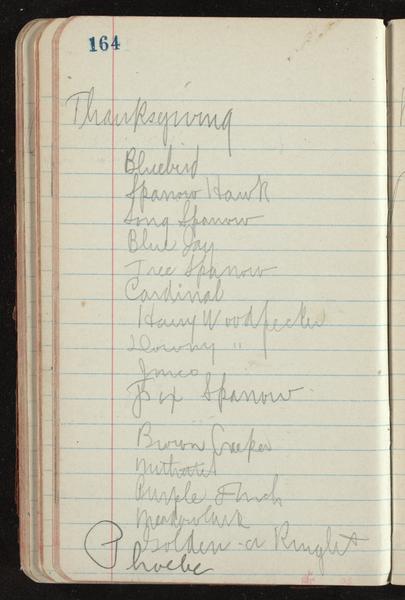 164
Thanksgiving
Bluebird
Sparrow Hawk
Song Sparrow
Blue Jay
Tree Sparrow
Cardinal
Hairy Woodpecker
Downy "
Junco
Fox Sparrow
Brown Creeper
Nuthatch
Purple Finch
Meadowlark
Golden-cr Kinglet
Phoebe